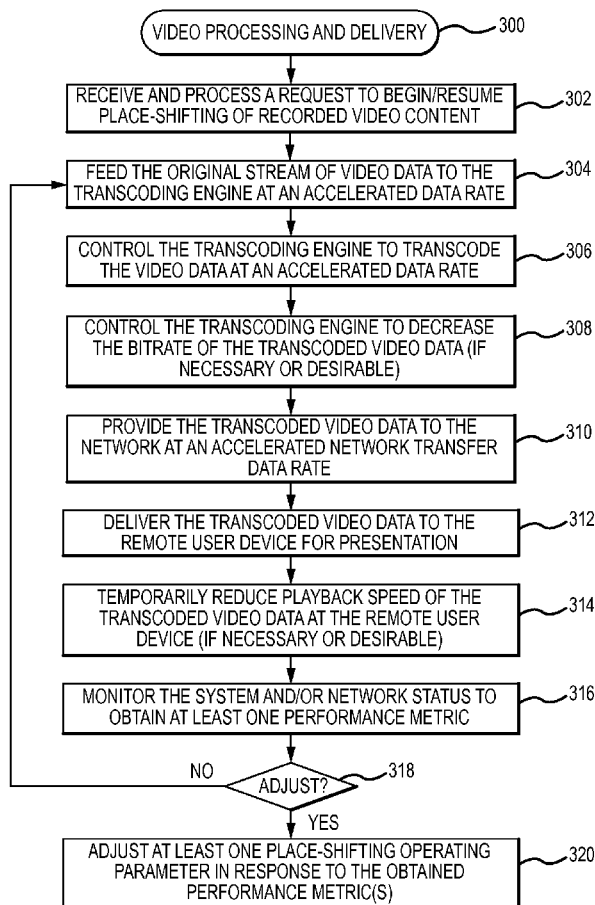 VIDEO PROCESSING AND DELIVERY
300
RECEIVE AND PROCESS A REQUEST TO BEGIN/RESUME
PLACE-SHIFTING OF RECORDED VIDEO CONTENT
302
FEED THE ORIGINAL STREAM OF VIDEO DATA TO THE
TRANSCODING ENGINE AT AN ACCELERATED DATA RATE
304
CONTROL THE TRANSCODING ENGINE TO TRANSCODE
THE VIDEO DATA AT AN ACCELERATED DATA RATE
306
CONTROL THE TRANSCODING ENGINE TO DECREASE
THE BITRATE OF THE TRANSCODED VIDEO DATA (IF
NECESSARY OR DESIRABLE)
308
PROVIDE THE TRANSCODED VIDEO DATA TO THE
NETWORK AT AN ACCELERATED NETWORK TRANSFER
DATA RATE
310
DELIVER THE TRANSCODED VIDEO DATA TO THE
REMOTE USER DEVICE FOR PRESENTATION
312
TEMPORARILY REDUCE PLAYBACK SPEED OF THE
TRANSCODED VIDEO DATA AT THE REMOTE USER
DEVICE (IF NECESSARY OR DESIRABLE)
314
MONITOR THE SYSTEM AND/OR NETWORK STATUS TO
OBTAIN AT LEAST ONE PERFORMANCE METRIC
316
NO
ADJUST?
318
YES
ADJUST AT LEAST ONE PLACE-SHIFTING OPERATING
PARAMETER IN RESPONSE TO THE OBTAINED
PERFORMANCE METRIC(S)
320